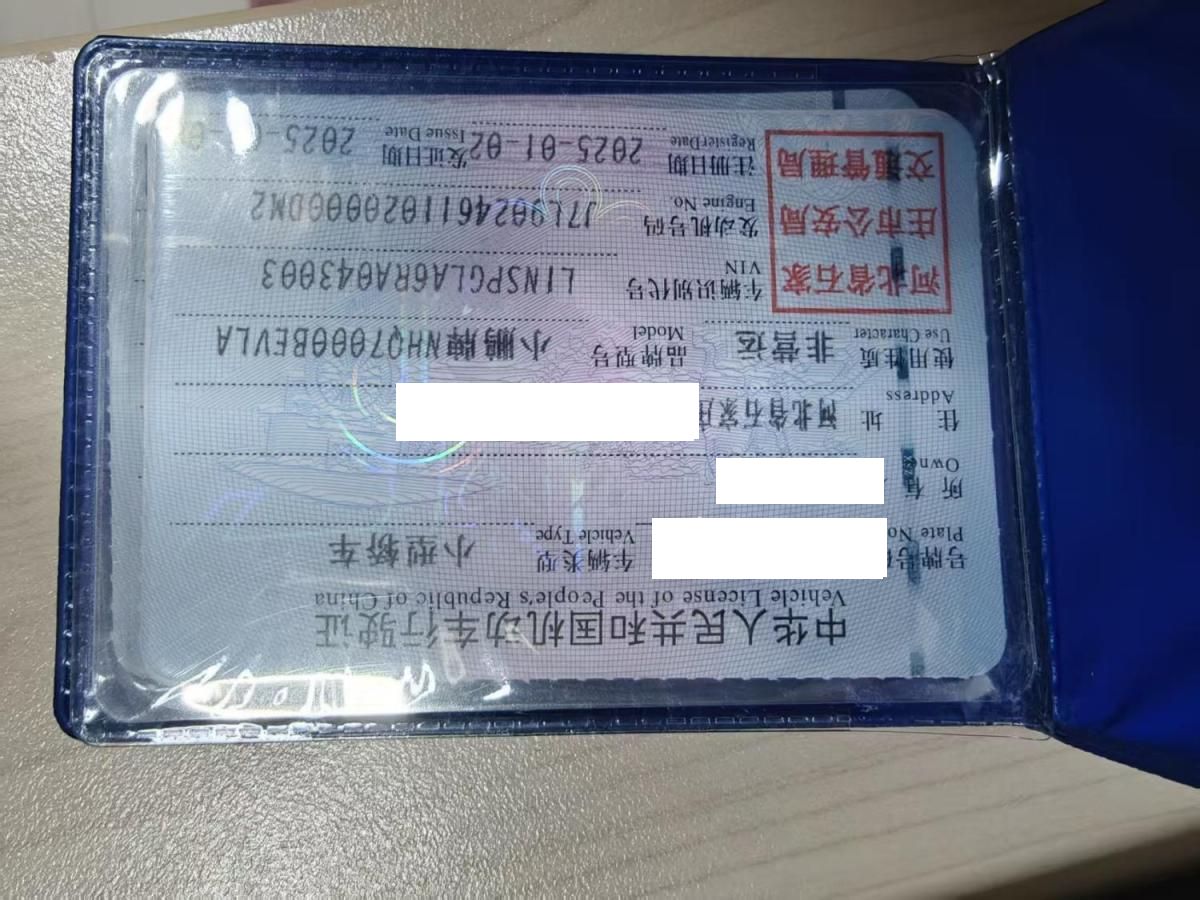 中华人民共和国机动车行驶证
Vehicle License of the People's Republic of China
号牌号码 车辆类型 小型轿车
Plate No. Vehicle Type
所有
Owne
住 址 河北省石家庄
Address
使用性质 非营运 品牌型号 小鹏牌NHQ7000BEVLA
Use Character Model
河北省石家庄市公安局交通管理局
车辆识别代号 L1NSPGLA6RA043003
VIN
发动机号码 J7L902461102000DM2
Engine No.
注册日期 2025-01-02 发证日期 2025-0
RegisterDate Issue Date